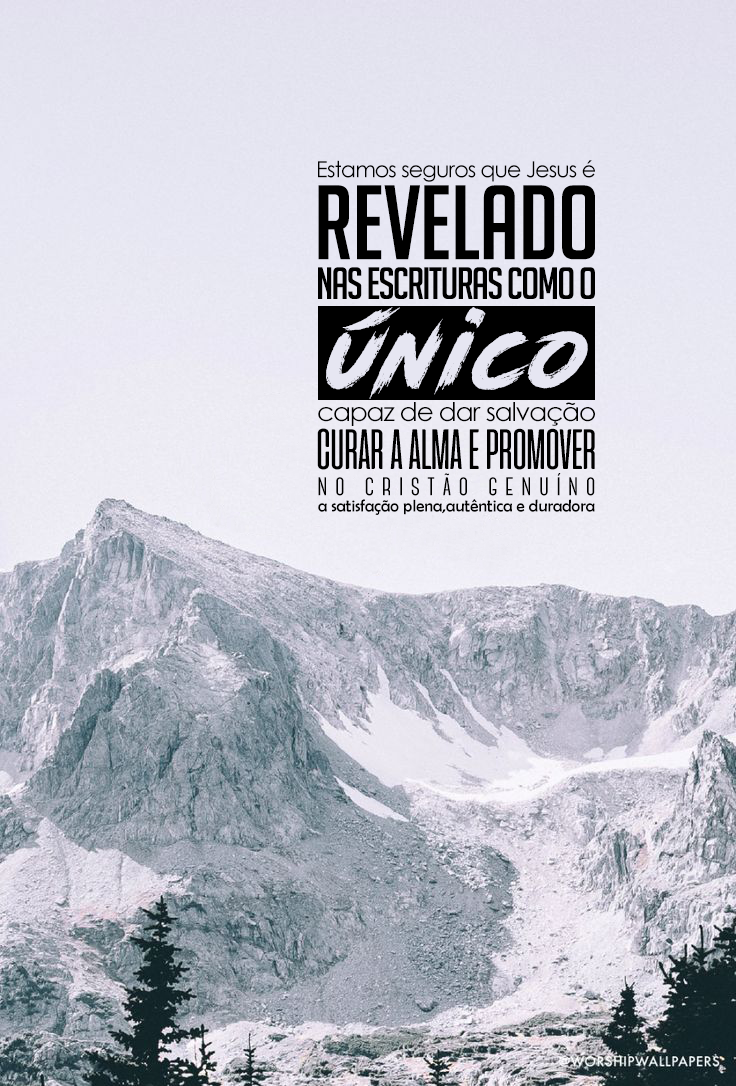 Estamos seguros que Jesus é
REVELADO
NAS ESCRITURAS COMO O
ÚNICO
capaz de dar salvação
CURAR A ALMA E PROMOVER
NO CRISTÃO GENUÍNO
a satisfação plena,autêntica e duradora
@WORSHIPWALLPAPERS